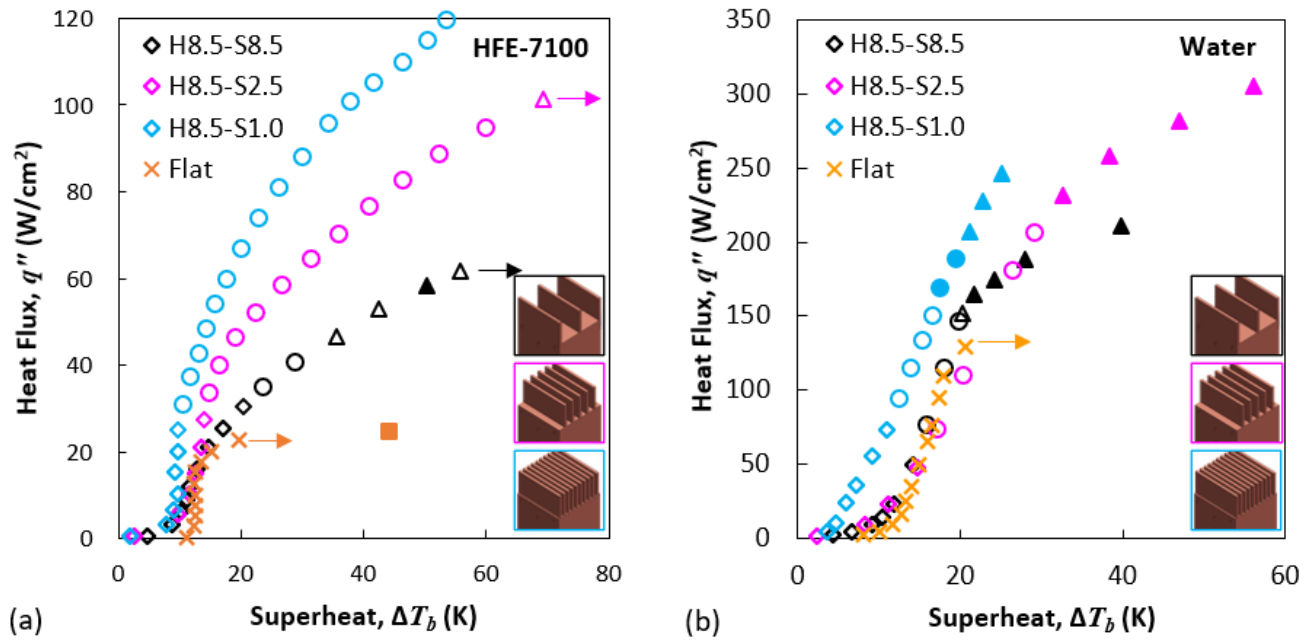 120
100
80
60
40
20
0
Heat Flux, q″ (W/cm²)
H8.5-S8.5
H8.5-S2.5
H8.5-S1.0
Flat
HFE-7100
0 20 40 60 80
(a) Superheat, ΔT_b (K)
350
300
250
200
150
100
50
0
Heat Flux, q″ (W/cm²)
H8.5-S8.5
H8.5-S2.5
H8.5-S1.0
Flat
Water
0 20 40 60
(b) Superheat, ΔT_b (K)